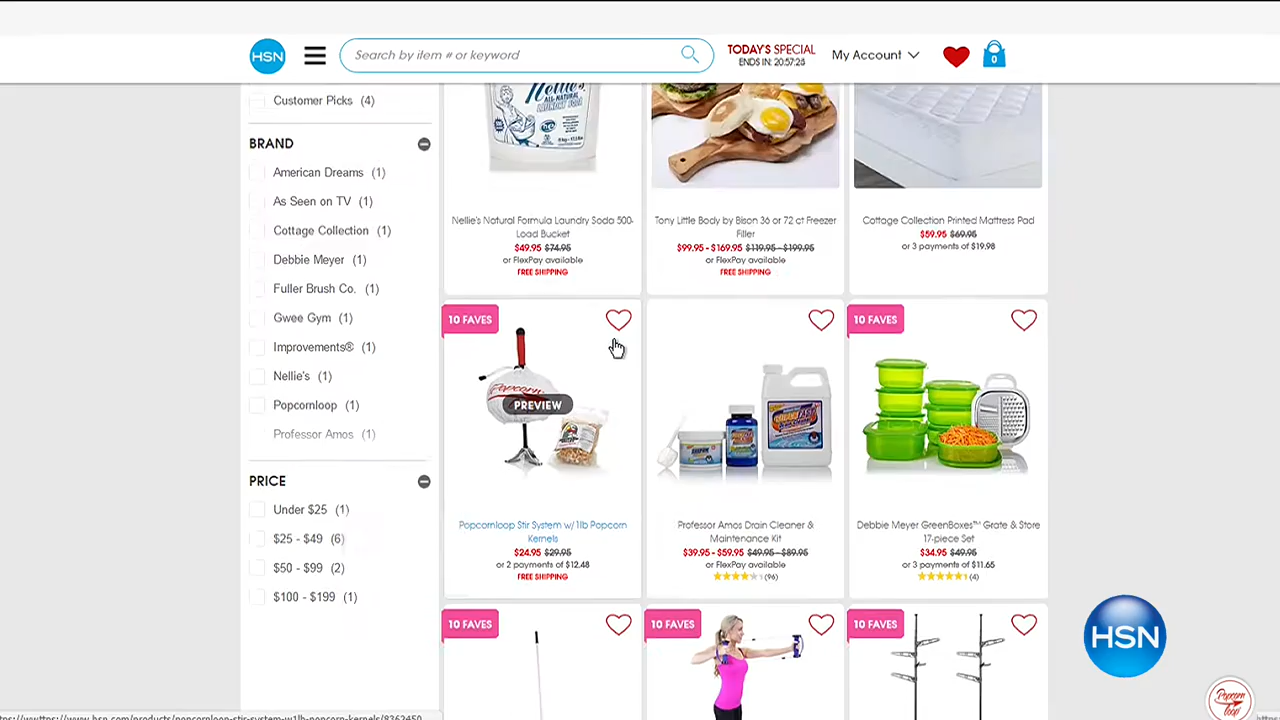 HSN
Search by item # or keyword
TODAY'S SPECIAL
ENDS IN: 20:57:28
My Account
0
Customer Picks (4)
BRAND
American Dreams (1)
As Seen on TV (1)
Cottage Collection (1)
Debbie Meyer (1)
Fuller Brush Co. (1)
Gwee Gym (1)
Improvements® (1)
Nellie's (1)
Popcornloop (1)
Professor Amos (1)
PRICE
Under $25 (1)
$25 - $49 (6)
$50 - $99 (2)
$100 - $199 (1)
Nellie's
ALL-NATURAL
LAUNDRY SODA
Nellie's Natural Formula Laundry Soda 500-
Load Bucket
$49.95 $74.95
or FlexPay available
FREE SHIPPING
Tony Little Body by Bison 36 or 72 ct Freezer
Filler
$99.95 - $169.95 $119.95 - $199.95
or FlexPay available
FREE SHIPPING
Cottage Collection Printed Mattress Pad
$59.95 $69.95
or 3 payments of $19.98
10 FAVES
Popcorn
PREVIEW
Popcornloop Stir System w/ 1lb Popcorn
Kernels
$24.95 $29.95
or 2 payments of $12.48
FREE SHIPPING
Professor Amos Drain Cleaner &
Maintenance Kit
$39.95 - $59.95 $49.95 - $89.95
or FlexPay available
(96)
10 FAVES
Debbie Meyer GreenBoxes™ Grate & Store
17-piece Set
$34.95 $49.95
or 3 payments of $11.65
(4)
10 FAVES
10 FAVES
10 FAVES
HSN
Popcorn
loop